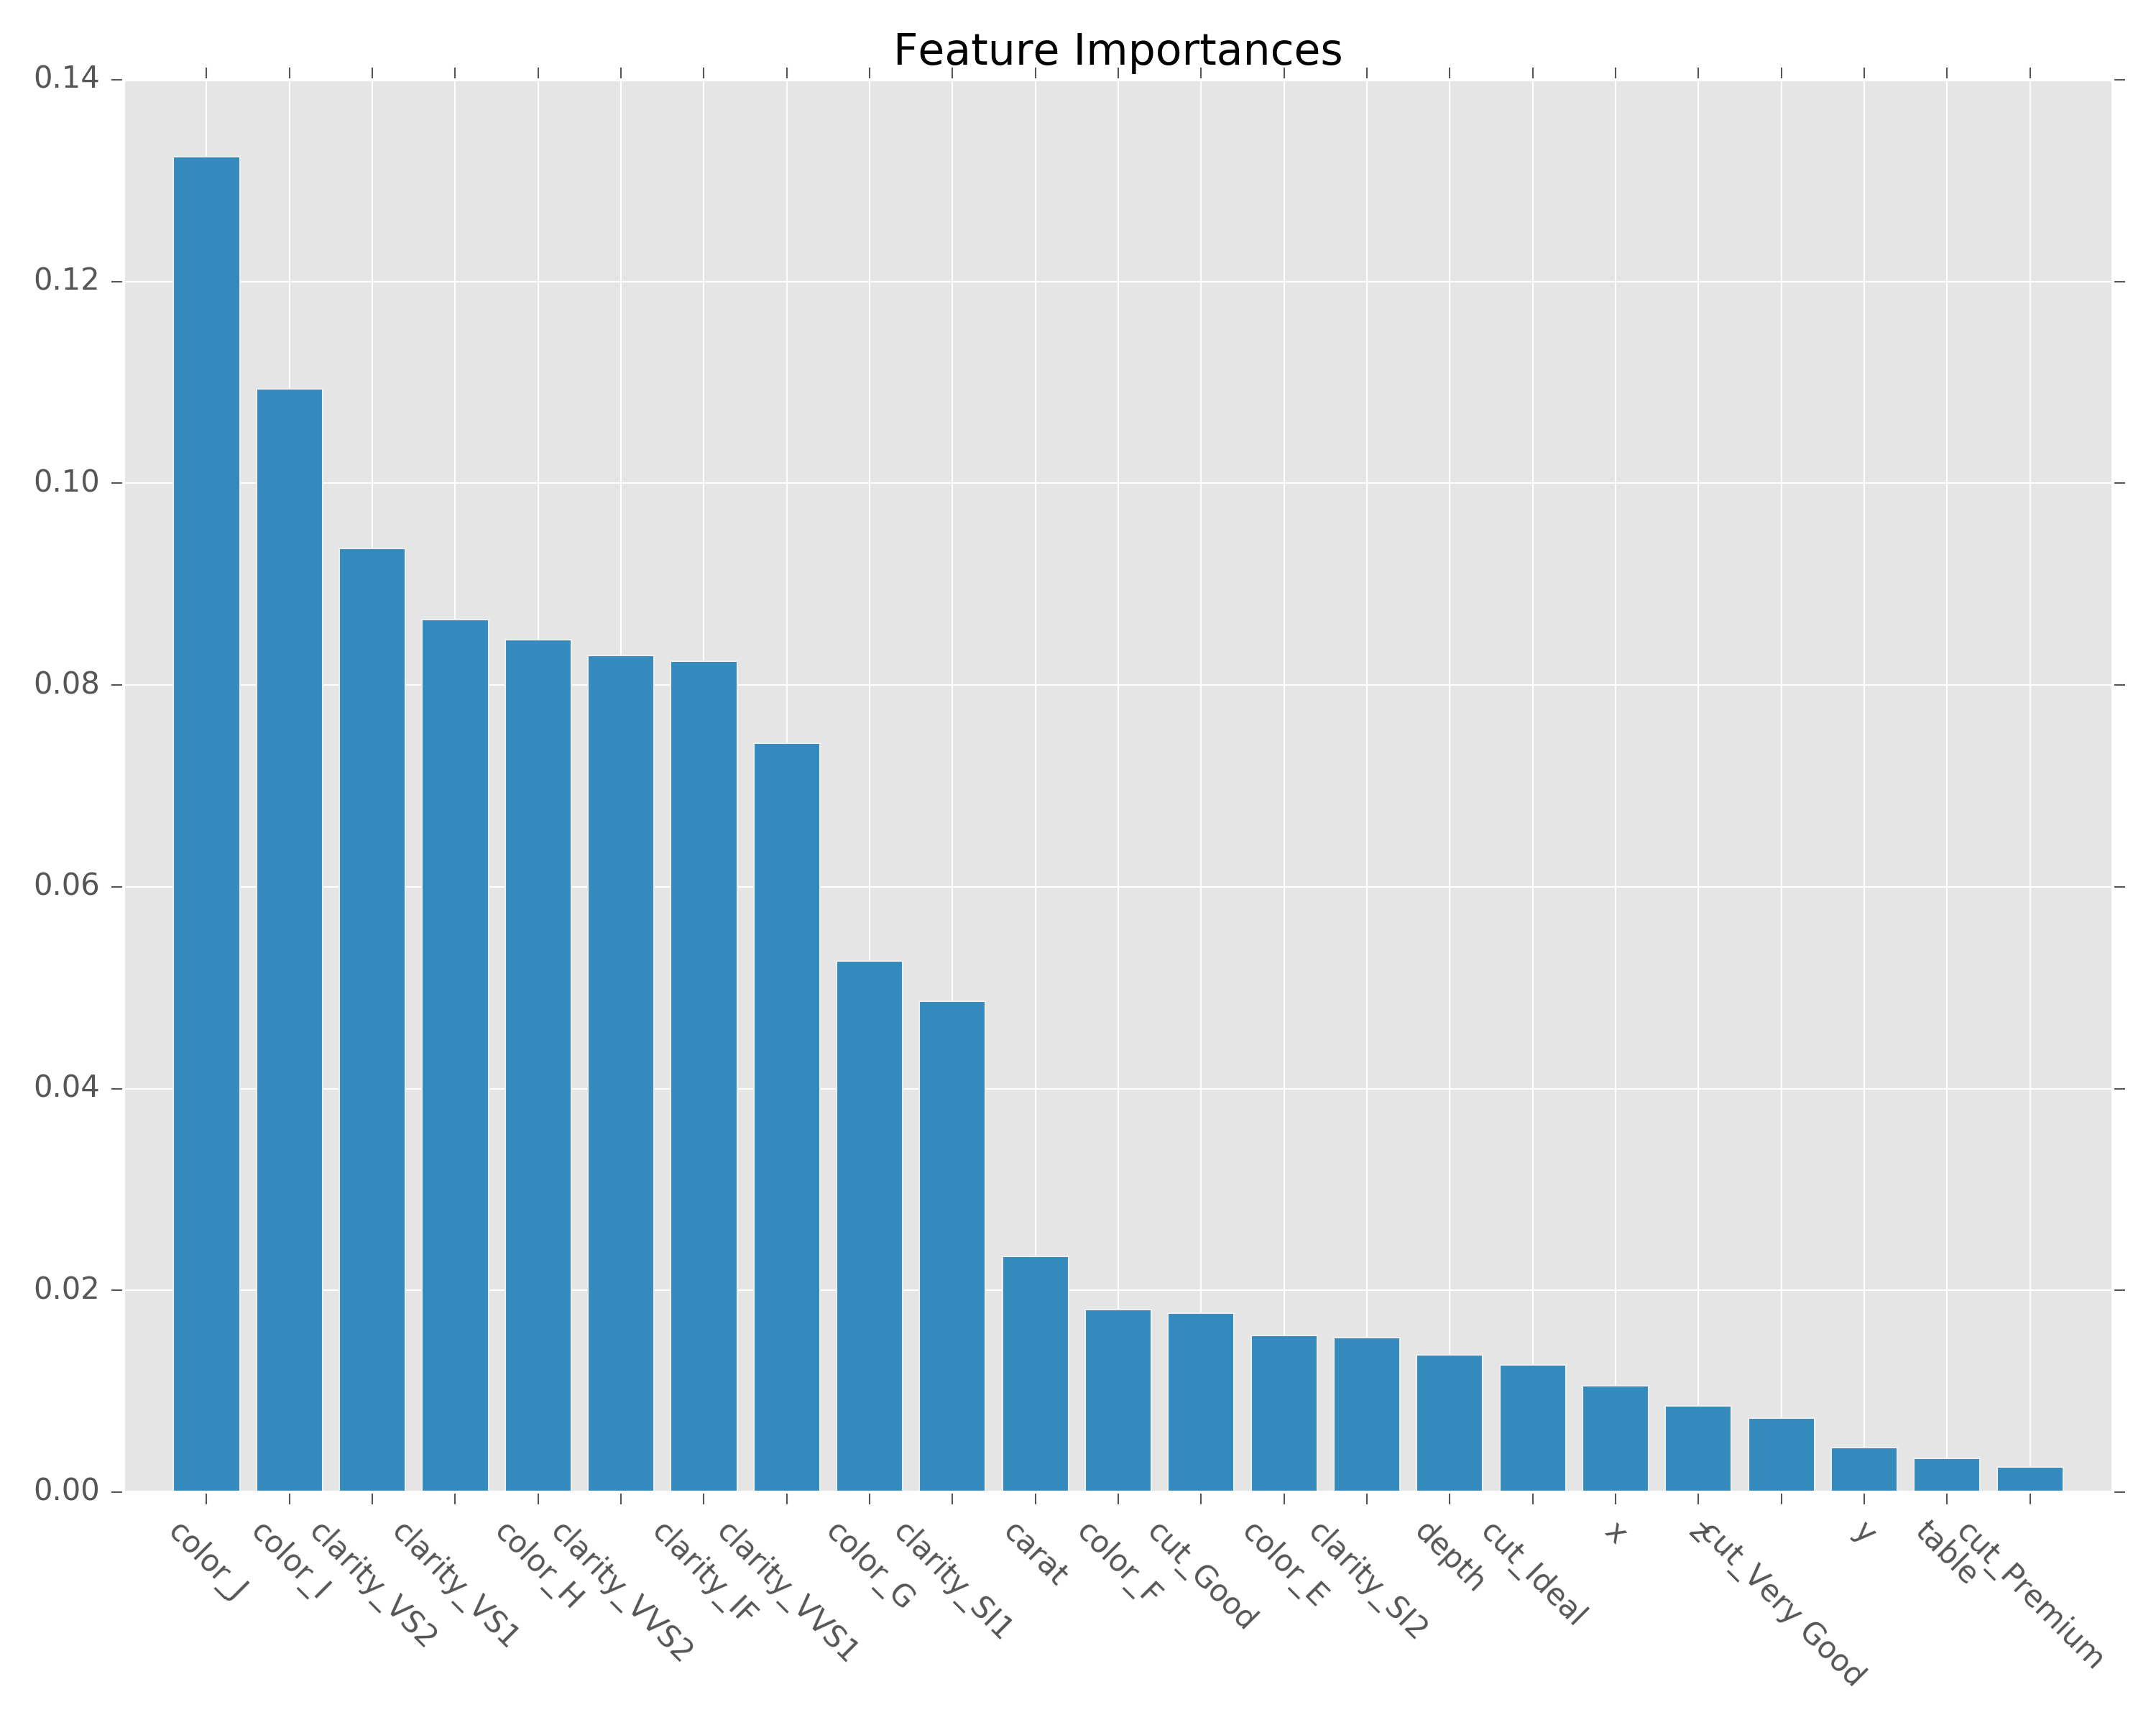 Feature Importances
0.14
0.12
0.10
0.08
0.06
0.04
0.02
0.00
color_J
color_I
clarity_VS2
clarity_VS1
color_H
clarity_VVS2
clarity_IF
clarity_VVS1
color_G
clarity_SI1
carat
color_F
cut_Good
color_E
clarity_SI2
depth
cut_Ideal
x
z
cut_Very Good
y
table
cut_Premium